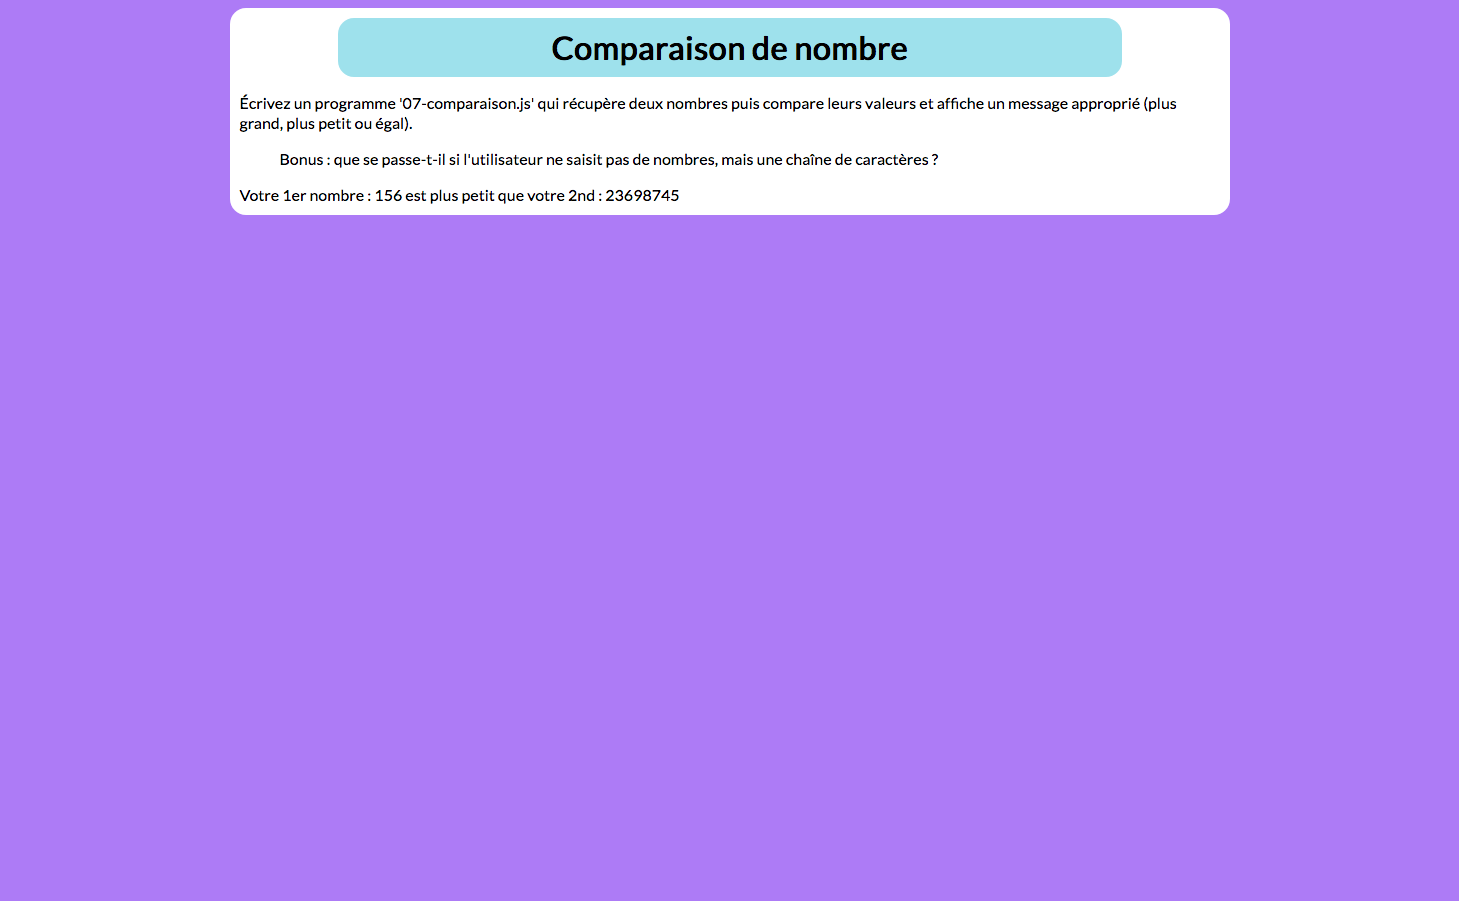 Comparaison de nombre
Écrivez un programme '07-comparaison.js' qui récupère deux nombres puis compare leurs valeurs et affiche un message approprié (plus
grand, plus petit ou égal).
Bonus : que se passe-t-il si l'utilisateur ne saisit pas de nombres, mais une chaîne de caractères ?
Votre 1er nombre : 156 est plus petit que votre 2nd : 23698745